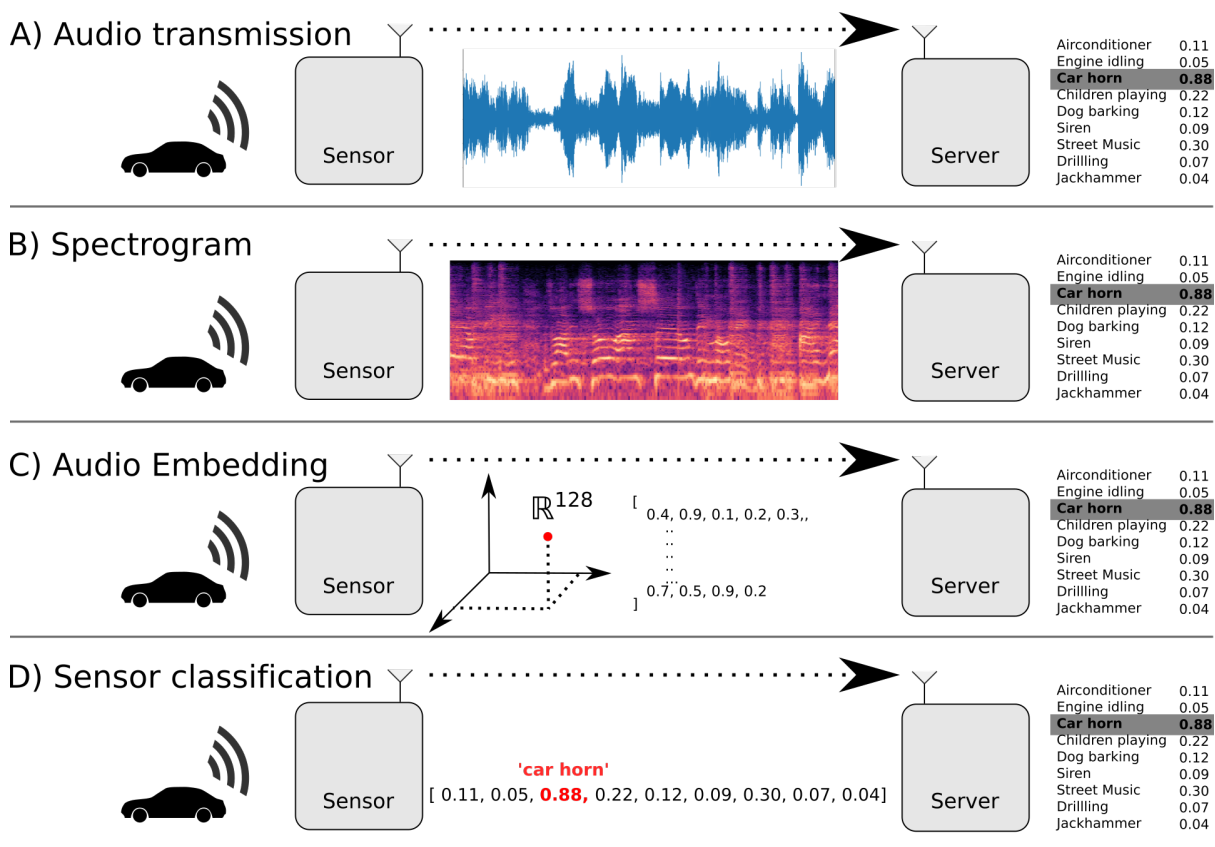 A) Audio transmission
Sensor
Server
Airconditioner 0.11
Engine idling 0.05
Car horn 0.88
Children playing 0.22
Dog barking 0.12
Siren 0.09
Street Music 0.30
Drillling 0.07
Jackhammer 0.04
B) Spectrogram
Sensor
Server
Airconditioner 0.11
Engine idling 0.05
Car horn 0.88
Children playing 0.22
Dog barking 0.12
Siren 0.09
Street Music 0.30
Drillling 0.07
Jackhammer 0.04
C) Audio Embedding
Sensor
ℝ¹²⁸
[
0.4, 0.9, 0.1, 0.2, 0.3,,
..
..
..
..
...
0.7, 0.5, 0.9, 0.2
]
Server
Airconditioner 0.11
Engine idling 0.05
Car horn 0.88
Children playing 0.22
Dog barking 0.12
Siren 0.09
Street Music 0.30
Drillling 0.07
Jackhammer 0.04
D) Sensor classification
Sensor
'car horn'
[ 0.11, 0.05, 0.88, 0.22, 0.12, 0.09, 0.30, 0.07, 0.04]
Server
Airconditioner 0.11
Engine idling 0.05
Car horn 0.88
Children playing 0.22
Dog barking 0.12
Siren 0.09
Street Music 0.30
Drillling 0.07
Jackhammer 0.04